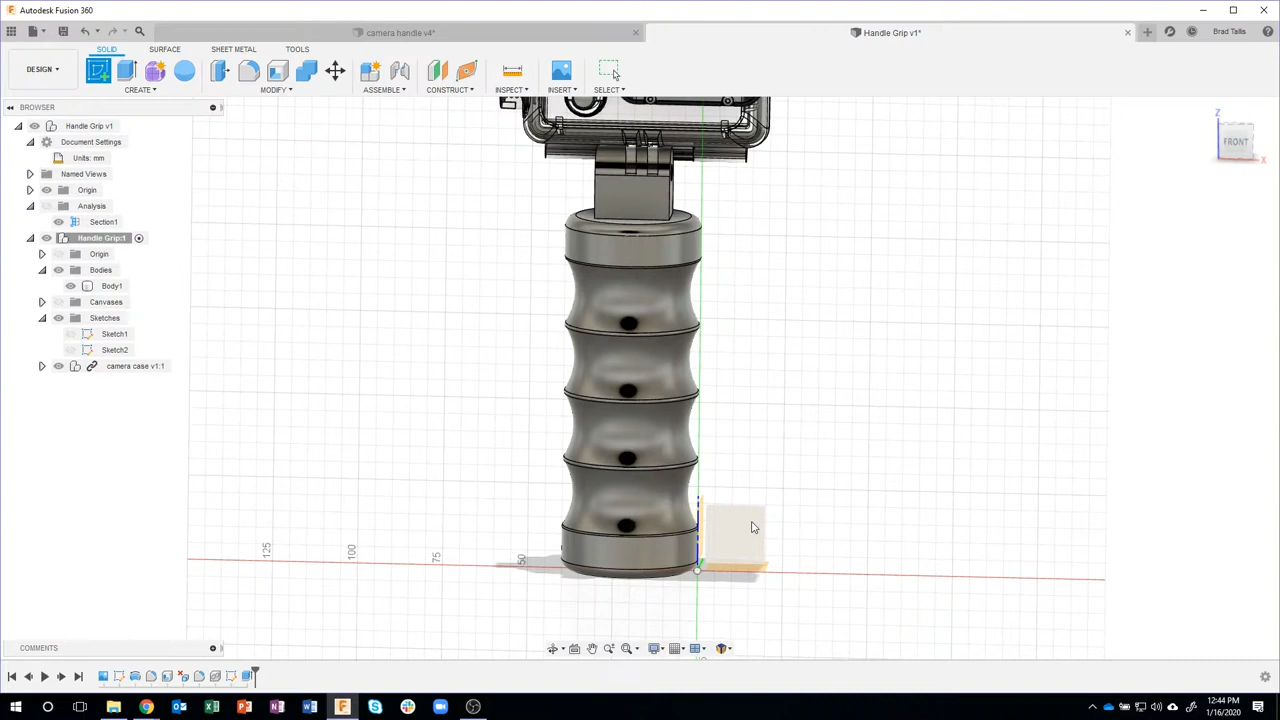 Autodesk Fusion 360
camera handle v4*
Handle Grip v1*
Brad Tallis
SOLID
SURFACE
SHEET METAL
TOOLS
DESIGN
CREATE
MODIFY
ASSEMBLE
CONSTRUCT
INSPECT
INSERT
SELECT
BROWSER
Handle Grip v1
Document Settings
Units: mm
Named Views
Origin
Analysis
Section1
Handle Grip:1
Origin
Bodies
Body1
Canvases
Sketches
Sketch1
Sketch2
camera case v1:1
Z
FRONT
X
125
100
75
50
COMMENTS
12:44 PM
1/16/2020